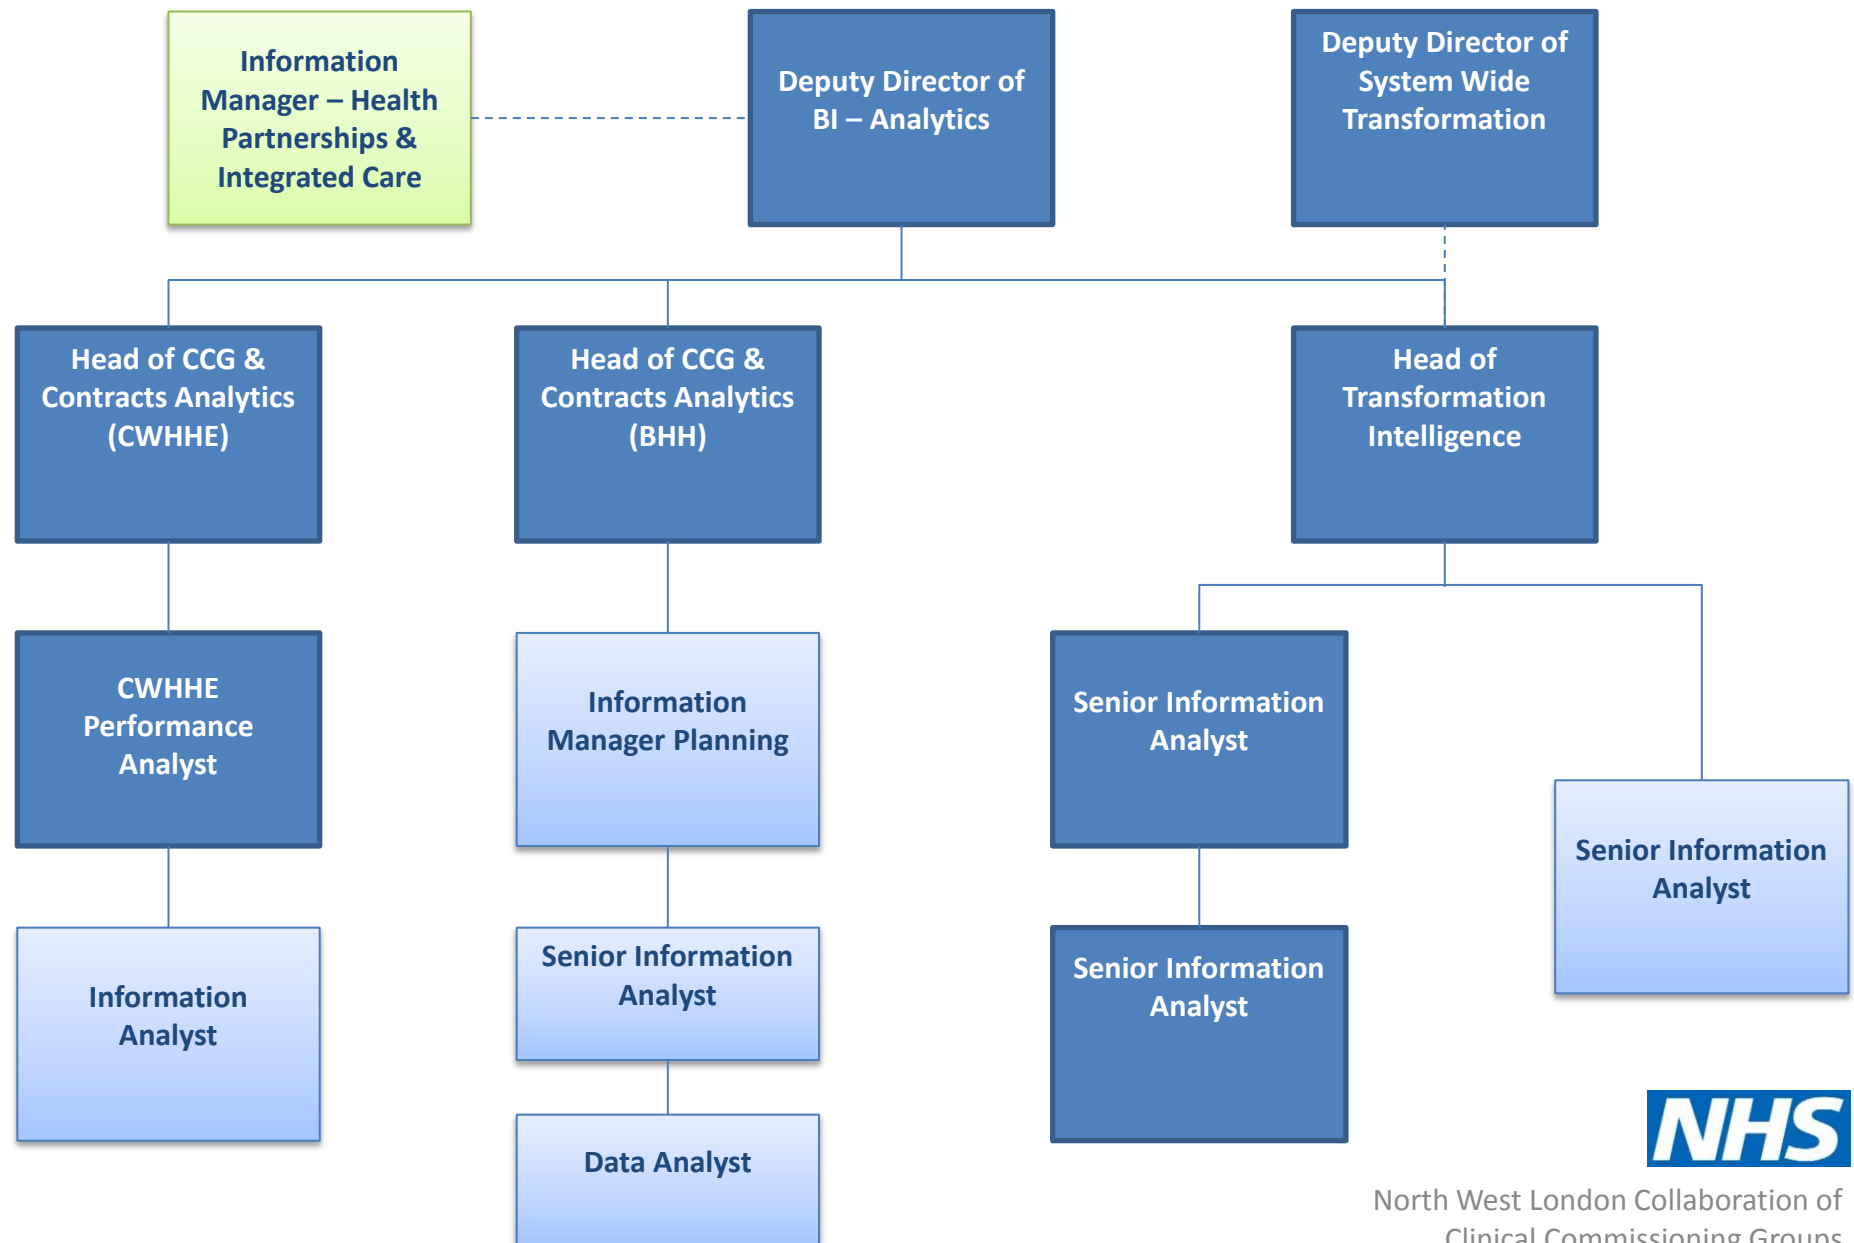 Information
Manager – Health
Partnerships &
Integrated Care
Deputy Director of
BI – Analytics
Deputy Director of
System Wide
Transformation
Head of CCG &
Contracts Analytics
(CWHHE)
Head of CCG &
Contracts Analytics
(BHH)
Head of
Transformation
Intelligence
CWHHE
Performance
Analyst
Information
Manager Planning
Senior Information
Analyst
Senior Information
Analyst
Information
Analyst
Senior Information
Analyst
Senior Information
Analyst
Data Analyst
NHS
North West London Collaboration of
Clinical Commissioning Groups